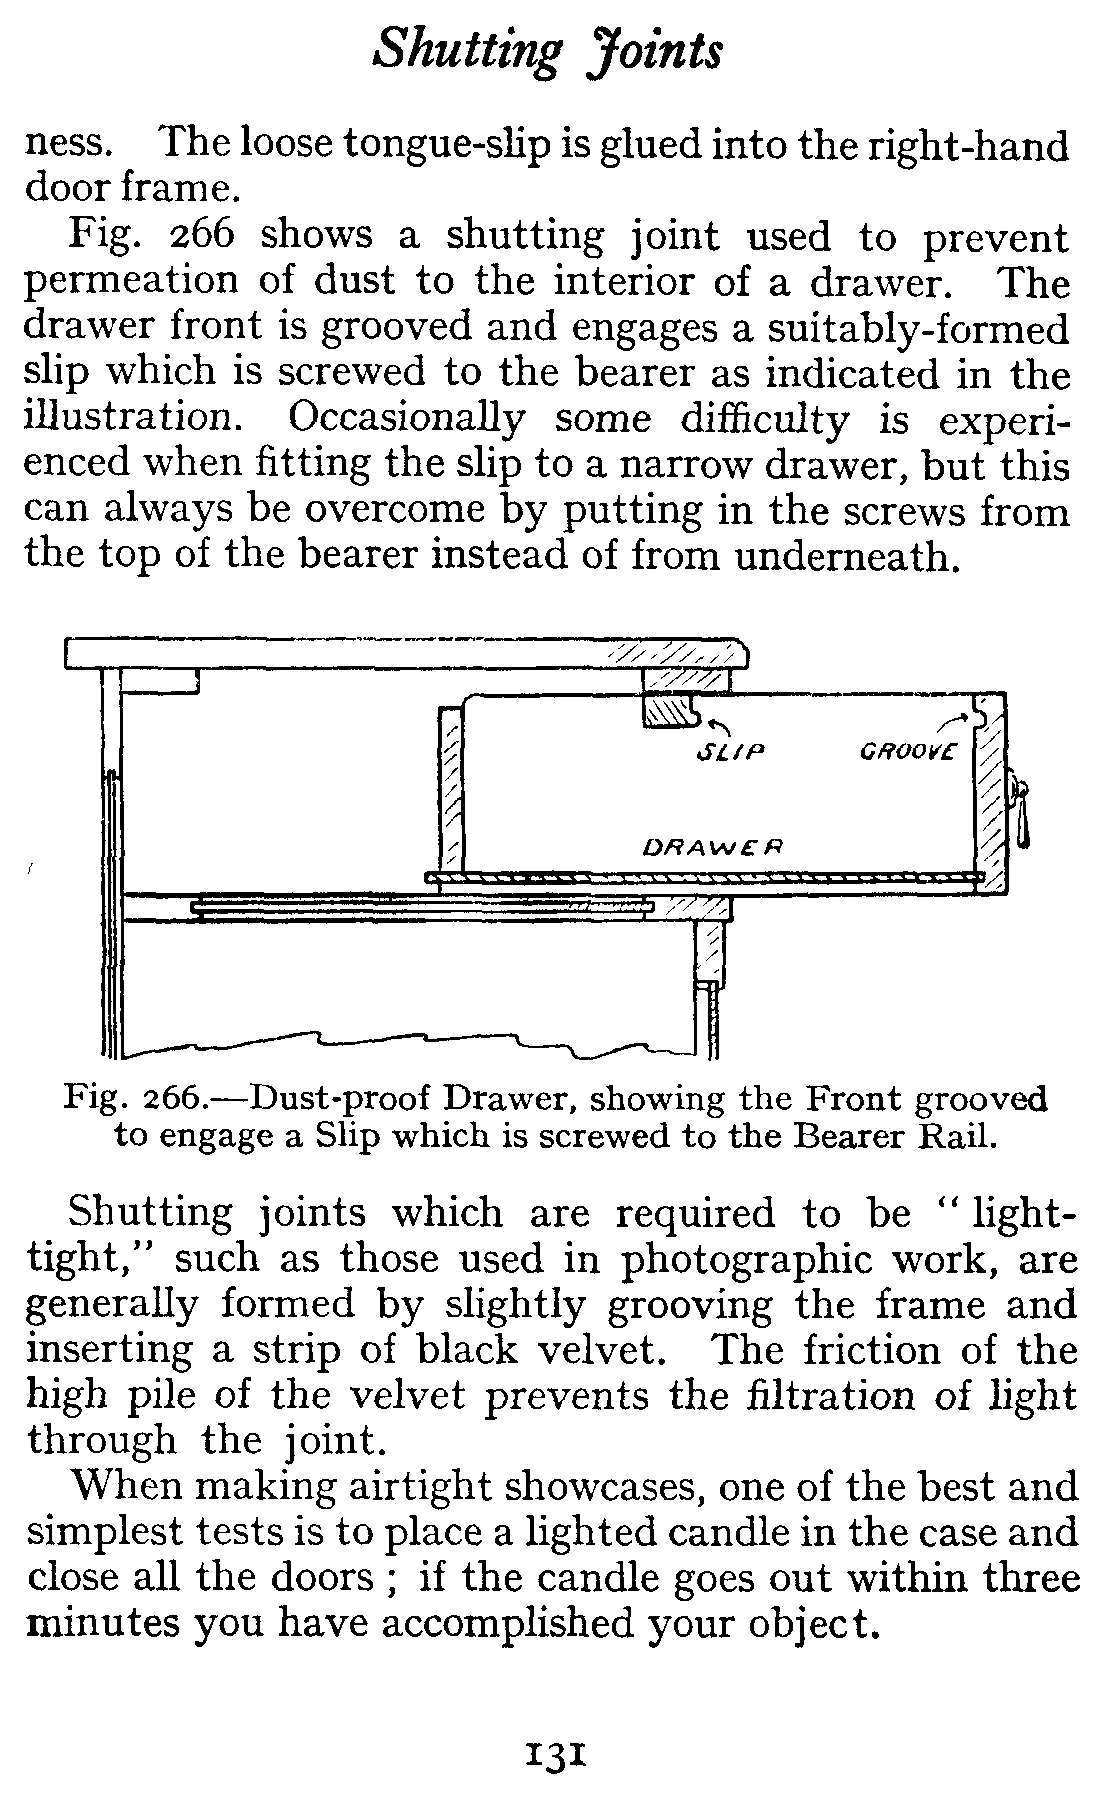 Shutting Joints
ness. The loose tongue-slip is glued into the right-hand
door frame.
Fig. 266 shows a shutting joint used to prevent
permeation of dust to the interior of a drawer. The
drawer front is grooved and engages a suitably-formed
slip which is screwed to the bearer as indicated in the
illustration. Occasionally some difficulty is experi-
enced when fitting the slip to a narrow drawer, but this
can always be overcome by putting in the screws from
the top of the bearer instead of from underneath.
SLIP
GROOVE
DRAWER
Fig. 266.—Dust-proof Drawer, showing the Front grooved
to engage a Slip which is screwed to the Bearer Rail.
Shutting joints which are required to be “ light-
tight,” such as those used in photographic work, are
generally formed by slightly grooving the frame and
inserting a strip of black velvet. The friction of the
high pile of the velvet prevents the filtration of light
through the joint.
When making airtight showcases, one of the best and
simplest tests is to place a lighted candle in the case and
close all the doors ; if the candle goes out within three
minutes you have accomplished your object.
131